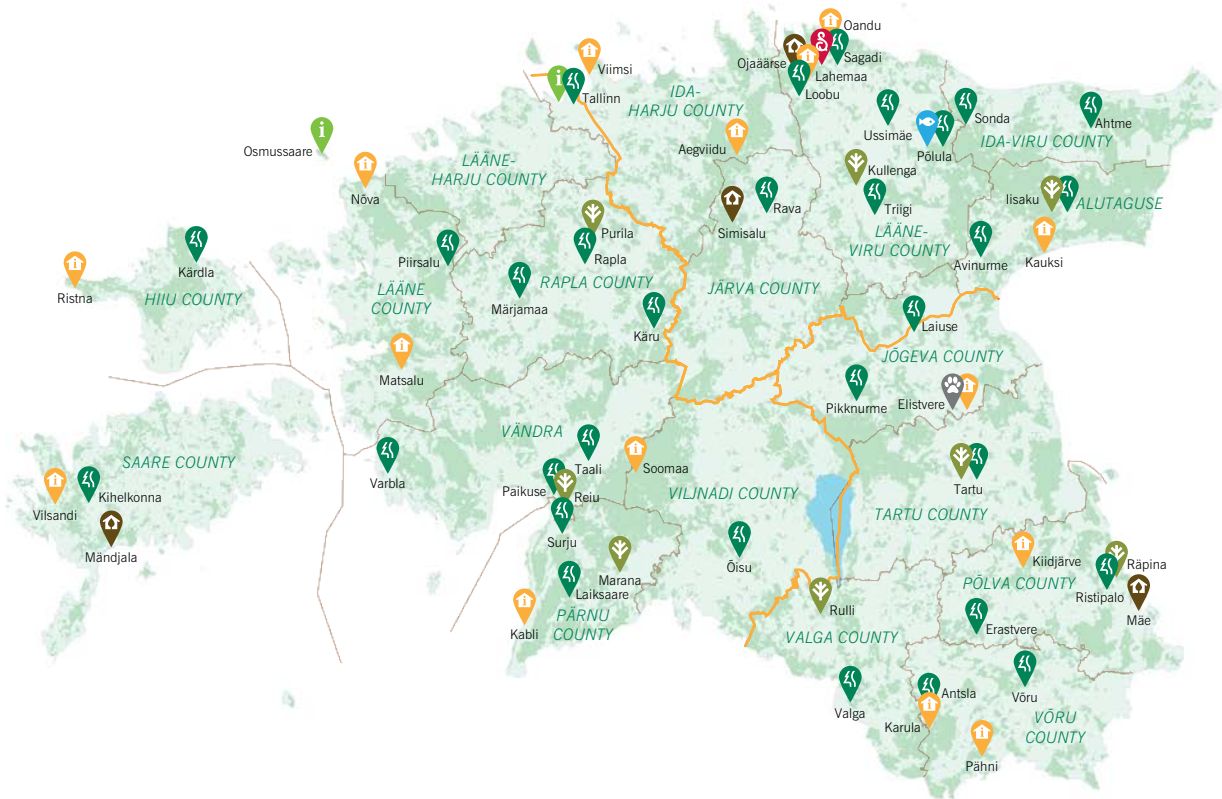 Oandu
Sagadi
Ojaäärse
Lahemaa
Loobu
Viimsi
Tallinn
IDA-
HARJU COUNTY
Ussimäe
Sonda
Ahtme
Põlula
IDA-VIRU COUNTY
Osmussaare
Aegviidu
Kullenga
LÄÄNE-
HARJU COUNTY
Nõva
Rava
Triigi
Iisaku
ALUTAGUSE
Simisalu
Purila
LÄÄNE-
VIRU COUNTY
Piirsalu
Rapla
Avinurme
Kauksi
Kärdla
Ristna
HIIU COUNTY
LÄÄNE
COUNTY
RAPLA COUNTY
JÄRVA COUNTY
Märjamaa
Käru
Laiuse
JÕGEVA COUNTY
Matsalu
Pikknurme
Elistvere
VÄNDRA
SAARE COUNTY
Taali
Soomaa
Varbla
Paikuse
Reiu
VILJNADI COUNTY
Tartu
Kihelkonna
Vilsandi
TARTU COUNTY
Surju
Mändjala
Õisu
Kiidjärve
Räpina
Marana
PÕLVA COUNTY
Ristipalo
Laiksaare
Mäe
Kabli
PÄRNU
COUNTY
Rulli
Erastvere
VALGA COUNTY
Võru
Antsla
Valga
Karula
VÕRU
COUNTY
Pähni